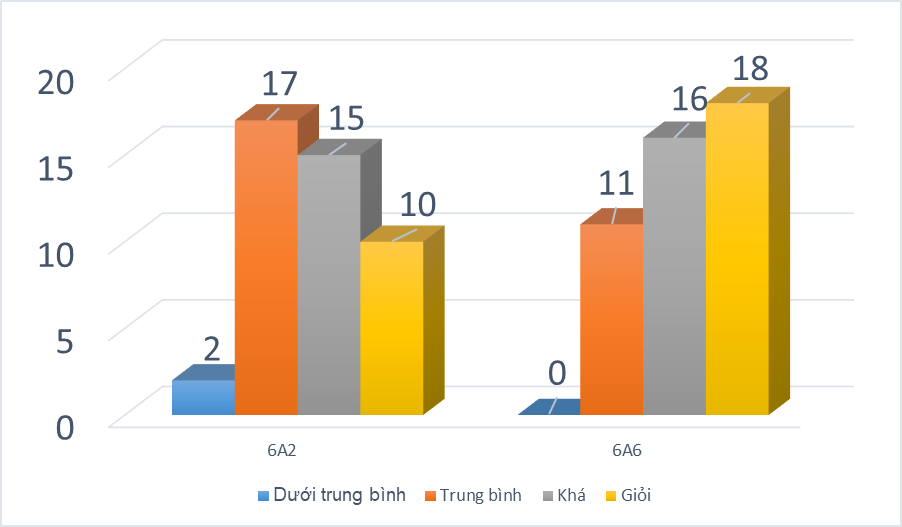 20
15
10
5
0
2
17
15
10
0
11
16
18
6A2
6A6
Dưới trung bình
Trung bình
Khá
Giỏi